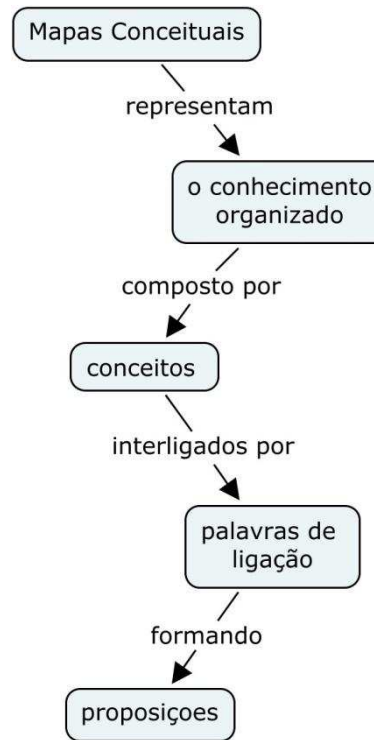 Mapas Conceituais
representam
o conhecimento
organizado
composto por
conceitos
interligados por
palavras de
ligação
formando
proposiçoes